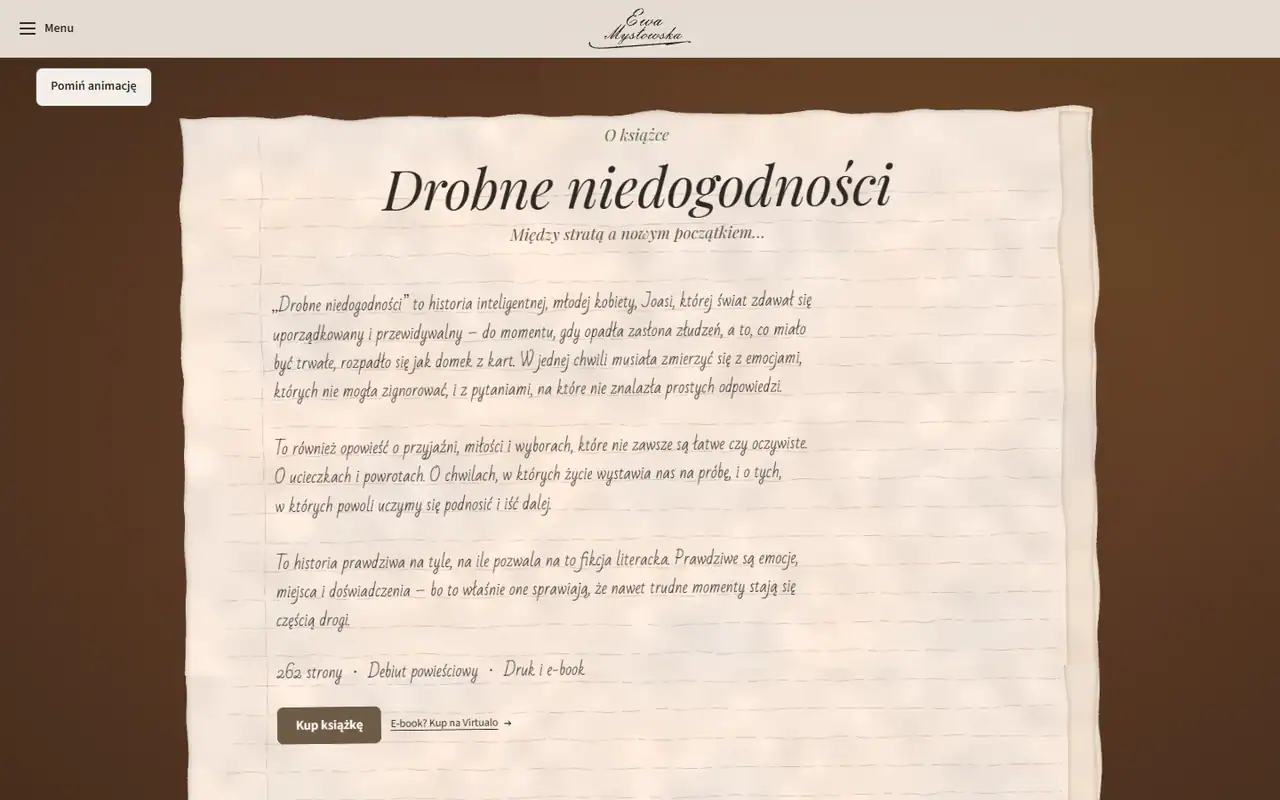 Menu
Ewa
Mysłowska
Pomiń animację
O książce
Drobne niedogodności
Między stratą a nowym początkiem...
„Drobne niedogodności” to historia inteligentnej, młodej kobiety, Joasi, której świat zdawał się
uporządkowany i przewidywalny – do momentu, gdy opadła zasłona złudzeń, a to, co miało
być trwałe, rozpadło się jak domek z kart. W jednej chwili musiała zmierzyć się z emocjami,
których nie mogła zignorować, i z pytaniami, na które nie znalazła prostych odpowiedzi.
To również opowieść o przyjaźni, miłości i wyborach, które nie zawsze są łatwe czy oczywiste.
O ucieczkach i powrotach. O chwilach, w których życie wystawia nas na próbę, i o tych,
w których powoli uczymy się podnosić i iść dalej.
To historia prawdziwa na tyle, na ile pozwala na to fikcja literacka. Prawdziwe są emocje,
miejsca i doświadczenia – bo to właśnie one sprawiają, że nawet trudne momenty stają się
częścią drogi.
262 strony · Debiut powieściowy · Druk i e-book
Kup książkę
E-book? Kup na Virtualo →